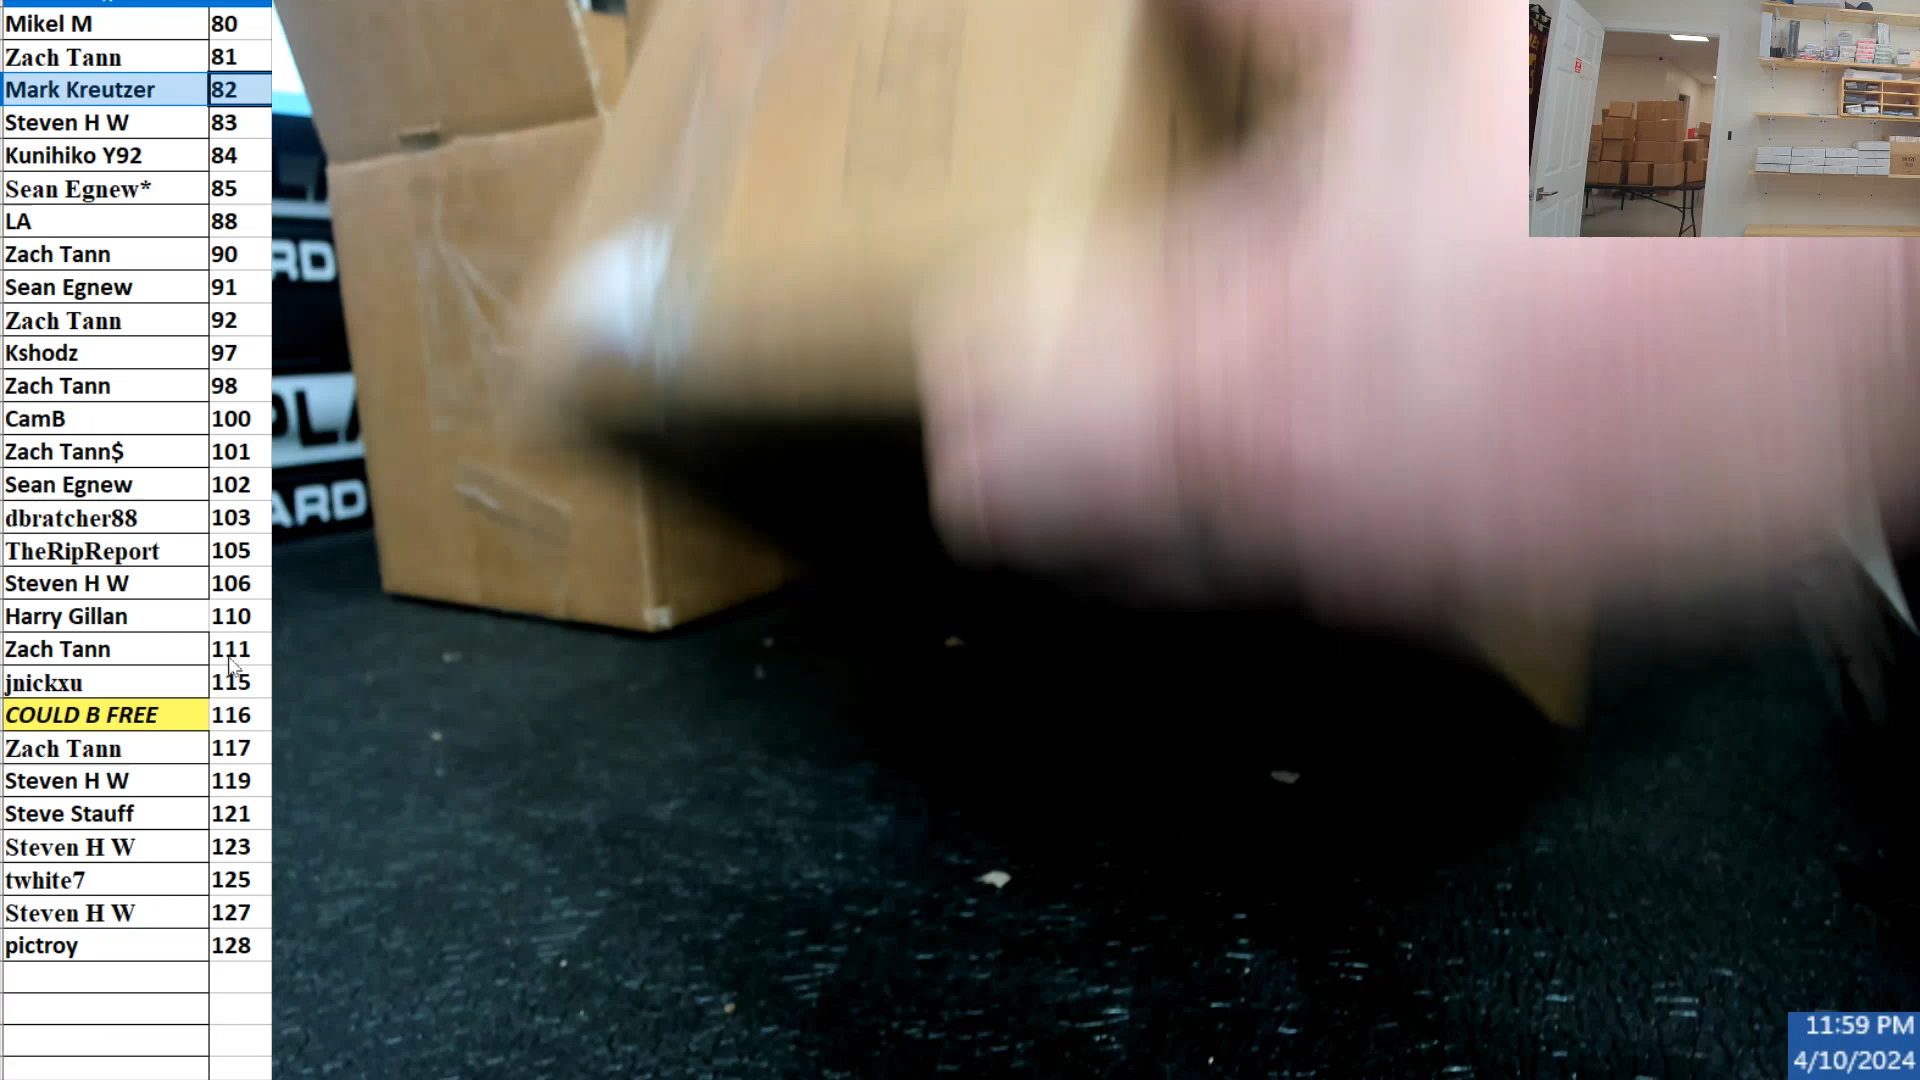 Mikel M 80
Zach Tann 81
Mark Kreutzer 82
Steven H W 83
Kunihiko Y92 84
Sean Egnew* 85
LA 88
Zach Tann 90
Sean Egnew 91
Zach Tann 92
Kshodz 97
Zach Tann 98
CamB 100
Zach Tann$ 101
Sean Egnew 102
dbratcher88 103
TheRipReport 105
Steven H W 106
Harry Gillan 110
Zach Tann 111
jnickxu 115
COULD B FREE 116
Zach Tann 117
Steven H W 119
Steve Stauff 121
Steven H W 123
twhite7 125
Steven H W 127
pictroy 128
11:59 PM
4/10/2024